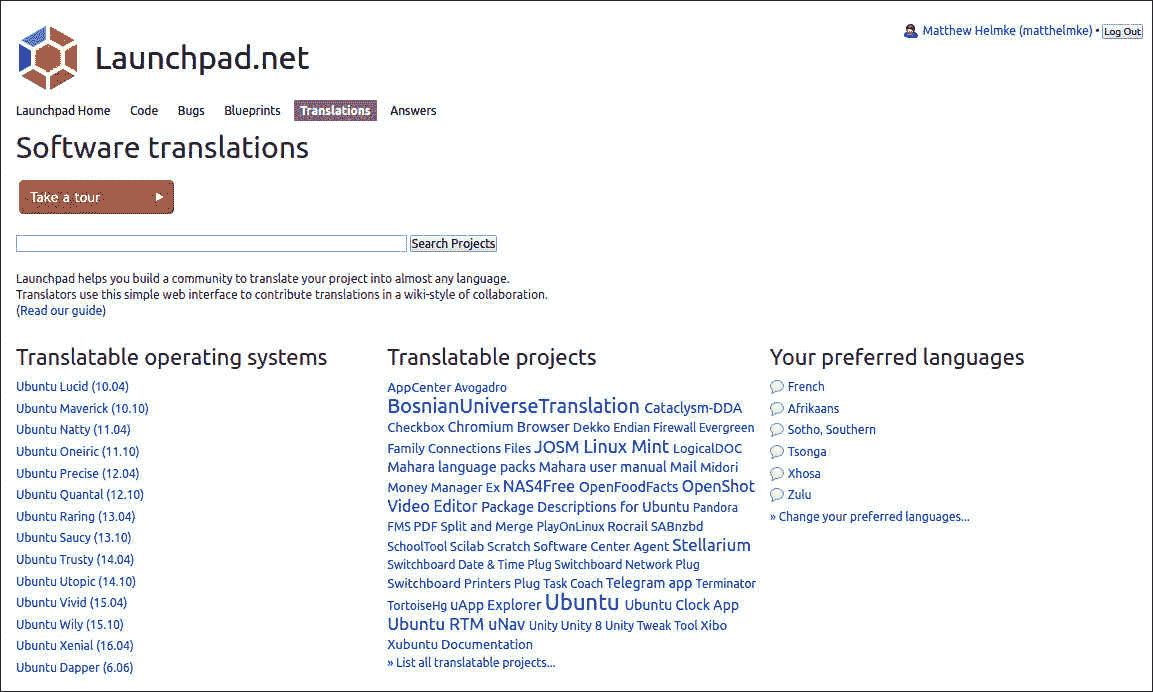 Matthew Helmke (matthelmke) • Log Out
Launchpad.net
Launchpad Home Code Bugs Blueprints Translations Answers
Software translations
Take a tour
Search Projects
Launchpad helps you build a community to translate your project into almost any language.
Translators use this simple web interface to contribute translations in a wiki-style of collaboration.
(Read our guide)
Translatable operating systems
Ubuntu Lucid (10.04)
Ubuntu Maverick (10.10)
Ubuntu Natty (11.04)
Ubuntu Oneiric (11.10)
Ubuntu Precise (12.04)
Ubuntu Quantal (12.10)
Ubuntu Raring (13.04)
Ubuntu Saucy (13.10)
Ubuntu Trusty (14.04)
Ubuntu Utopic (14.10)
Ubuntu Vivid (15.04)
Ubuntu Wily (15.10)
Ubuntu Xenial (16.04)
Ubuntu Dapper (6.06)
Translatable projects
AppCenter Avogadro
BosnianUniverseTranslation Cataclysm-DDA
Checkbox Chromium Browser Dekko Endian Firewall Evergreen
Family Connections Files JOSM Linux Mint LogicalDOC
Mahara language packs Mahara user manual Mail Midori
Money Manager Ex NAS4Free OpenFoodFacts OpenShot
Video Editor Package Descriptions for Ubuntu Pandora
FMS PDF Split and Merge PlayOnLinux Rocrail SABnzbd
SchoolTool Scilab Scratch Software Center Agent Stellarium
Switchboard Date & Time Plug Switchboard Network Plug
Switchboard Printers Plug Task Coach Telegram app Terminator
TortoiseHg uApp Explorer Ubuntu Ubuntu Clock App
Ubuntu RTM uNav Unity Unity 8 Unity Tweak Tool Xibo
Xubuntu Documentation
» List all translatable projects...
Your preferred languages
French
Afrikaans
Sotho, Southern
Tsonga
Xhosa
Zulu
» Change your preferred languages...